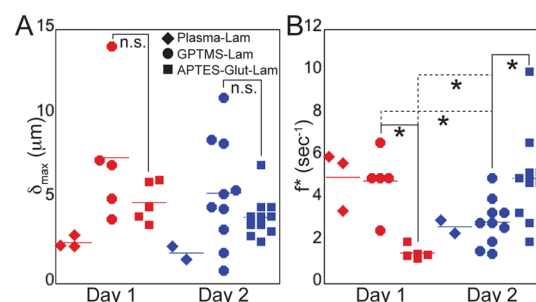 A
15
10
5
0
δmax (μm)
n.s.
n.s.
Plasma-Lam
GPTMS-Lam
APTES-Glut-Lam
Day 1
Day 2
B
12
10
8
6
4
2
0
f* (sec-1)
*
*
*
*
Day 1
Day 2